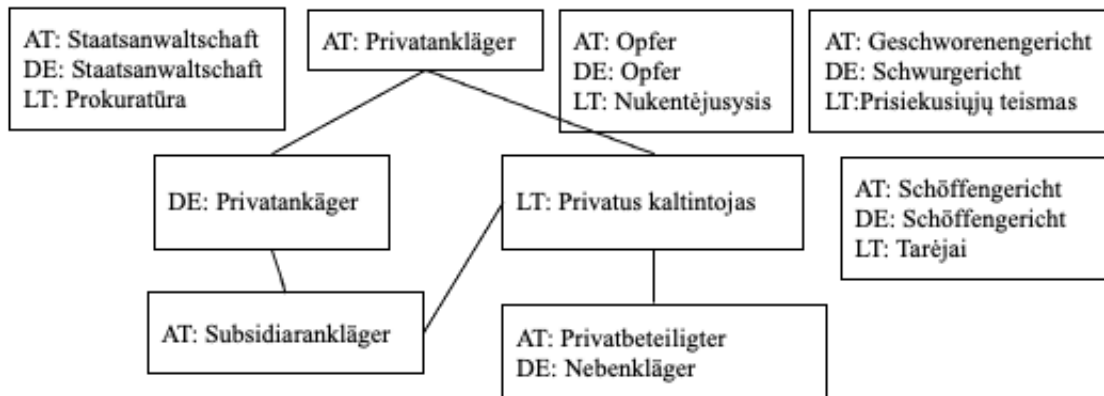 AT: Staatsanwaltschaft
DE: Staatsanwaltschaft
LT: Prokuratūra
AT: Privatankläger
AT: Opfer
DE: Opfer
LT: Nukentėjusysis
AT: Geschworenengericht
DE: Schwurgericht
LT:Prisiekusiųjų teismas
DE: Privatankäger
LT: Privatus kaltintojas
AT: Schöffengericht
DE: Schöffengericht
LT: Tarėjai
AT: Subsidiarankläger
AT: Privatbeteiligter
DE: Nebenkläger